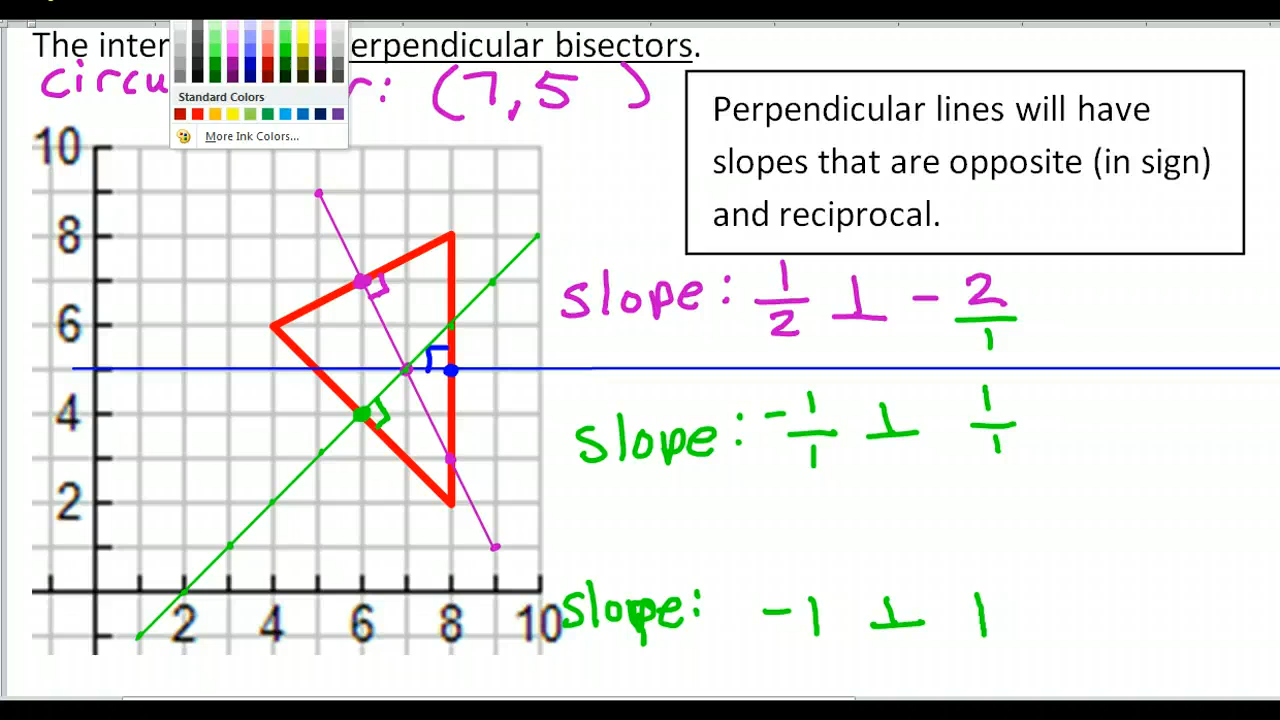 The inter erpendicular bisectors.
circu r: (7,5 )
Standard Colors
More Ink Colors...
Perpendicular lines will have
slopes that are opposite (in sign)
and reciprocal.
10
8
6
4
2
2 4 6 8 10
slope: 1/2 ⊥ - 2/1
slope: - 1/1 ⊥ 1/1
slope: -1 ⊥ 1